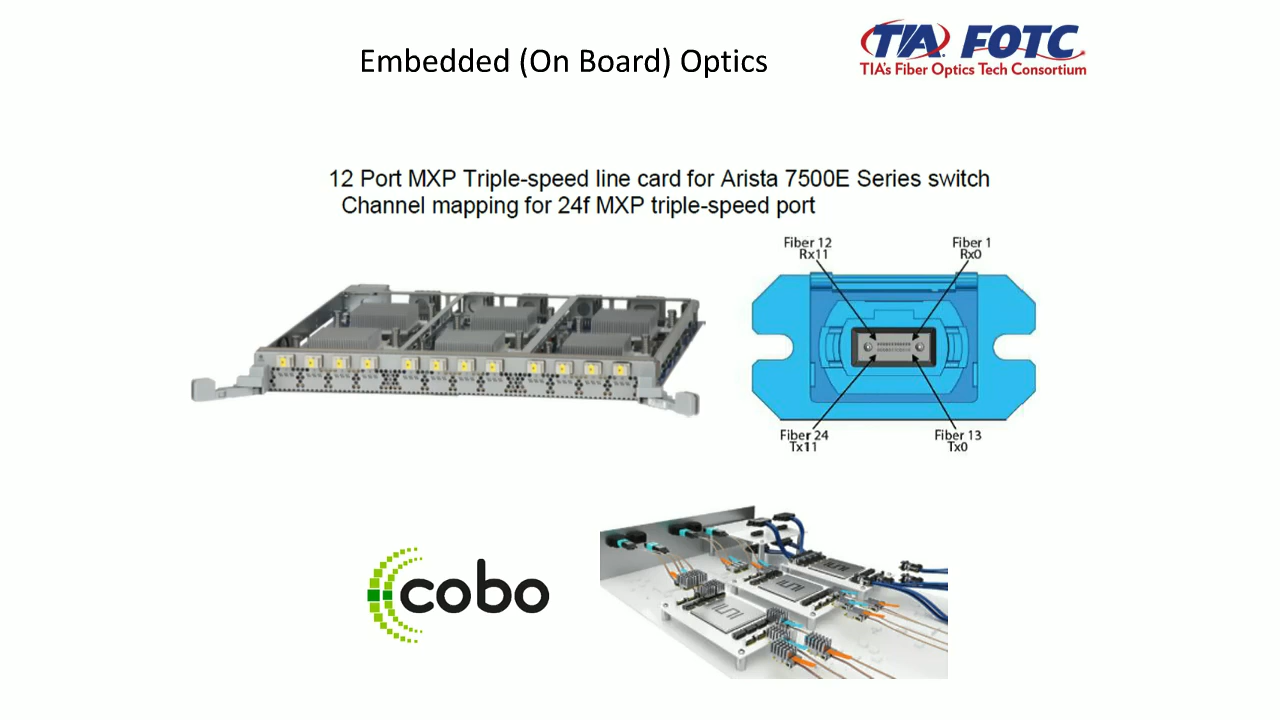 Embedded (On Board) Optics
TIA FOTC
TIA's Fiber Optics Tech Consortium
12 Port MXP Triple-speed line card for Arista 7500E Series switch
Channel mapping for 24f MXP triple-speed port
Fiber 12
Rx11
Fiber 1
Rx0
Fiber 24
Tx11
Fiber 13
Tx0
cobo